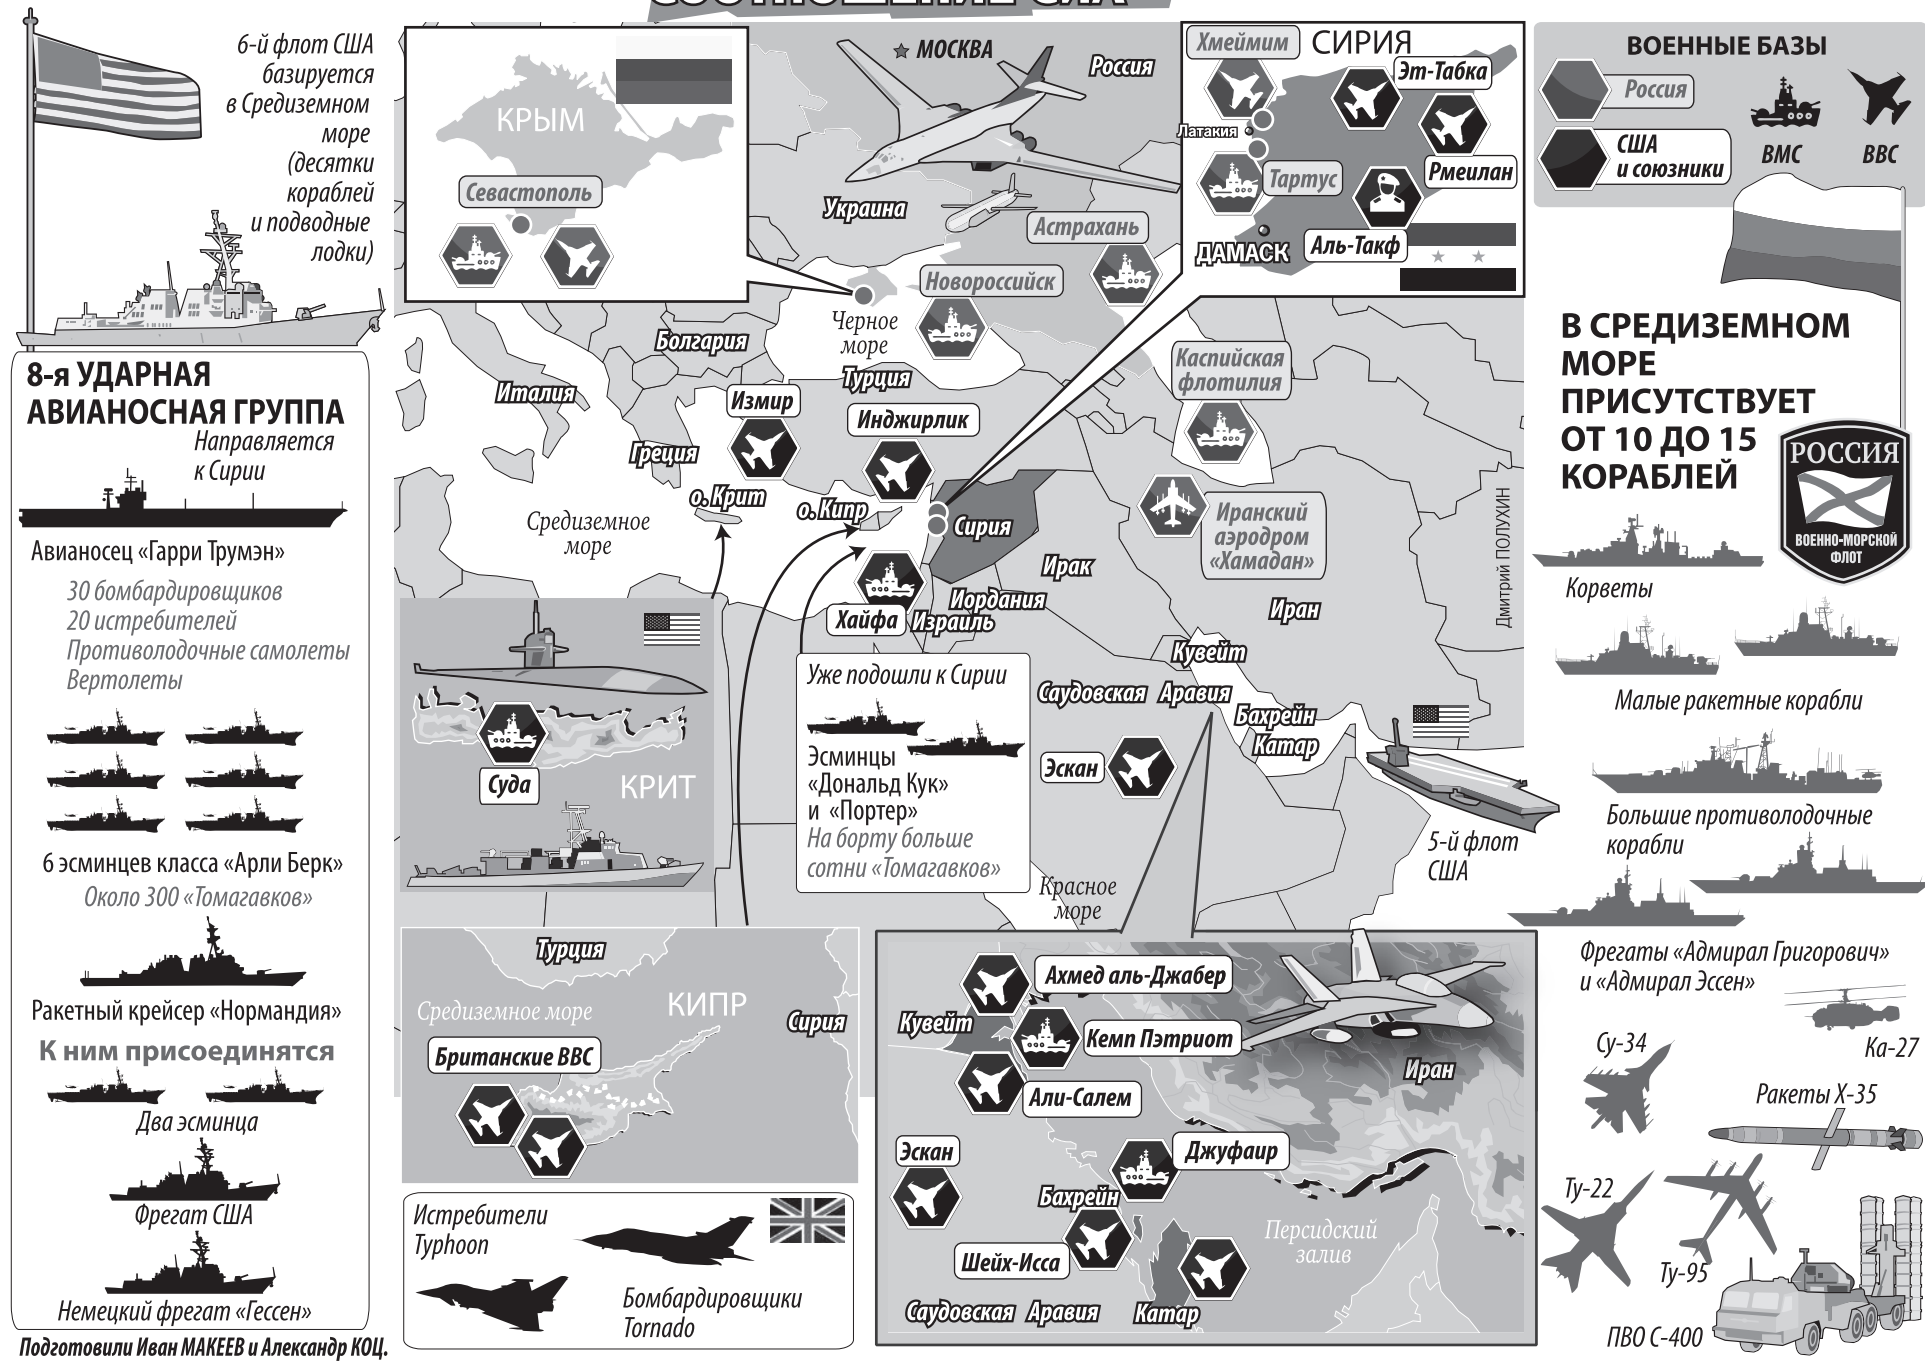 СООТНОШЕНИЕ СИЛ
6-й флот США
базируется
в Средиземном
море
(десятки
кораблей
и подводные
лодки)
8-я УДАРНАЯ
АВИАНОСНАЯ ГРУППА
Направляется
к Сирии
Авианосец «Гарри Трумэн»
30 бомбардировщиков
20 истребителей
Противолодочные самолеты
Вертолеты
6 эсминцев класса «Арли Берк»
Около 300 «Томагавков»
Ракетный крейсер «Нормандия»
К ним присоединятся
Два эсминца
Фрегат США
Немецкий фрегат «Гессен»
Подготовили Иван МАКЕЕВ и Александр КОЦ.
КРЫМ
Севастополь
МОСКВА
Россия
Украина
Астрахань
Новороссийск
Черное
море
Болгария
Италия
Турция
Измир
Инджирлик
Греция
о. Крит
о. Кипр
Средиземное
море
Сирия
Каспийская
флотилия
Иранский
аэродром
«Хамадан»
Ирак
Иордания
Хайфа
Израиль
Иран
Кувейт
Саудовская Аравия
Бахрейн
Катар
Эскан
5-й флот
США
Красное
море
Дмитрий ПОЛУХИН
Хмеймим
СИРИЯ
Эт-Табка
Латакия
Рмеилан
Тартус
Аль-Такф
ДАМАСК
Суда
КРИТ
Уже подошли к Сирии
Эсминцы
«Дональд Кук»
и «Портер»
На борту больше
сотни «Томагавков»
Турция
Средиземное море
КИПР
Сирия
Британские ВВС
Истребители
Typhoon
Бомбардировщики
Tornado
Ахмед аль-Джабер
Кувейт
Кемп Пэтриот
Али-Салем
Иран
Эскан
Джуфаир
Бахрейн
Шейх-Исса
Персидский
залив
Саудовская Аравия
Катар
ВОЕННЫЕ БАЗЫ
Россия
США
и союзники
ВМС
ВВС
В СРЕДИЗЕМНОМ
МОРЕ
ПРИСУТСТВУЕТ
ОТ 10 ДО 15
КОРАБЛЕЙ
РОССИЯ
ВОЕННО-МОРСКОЙ
ФЛОТ
Корветы
Малые ракетные корабли
Большие противолодочные
корабли
Фрегаты «Адмирал Григорович»
и «Адмирал Эссен»
Ка-27
Су-34
Ракеты Х-35
Ту-22
Ту-95
ПВО С-400